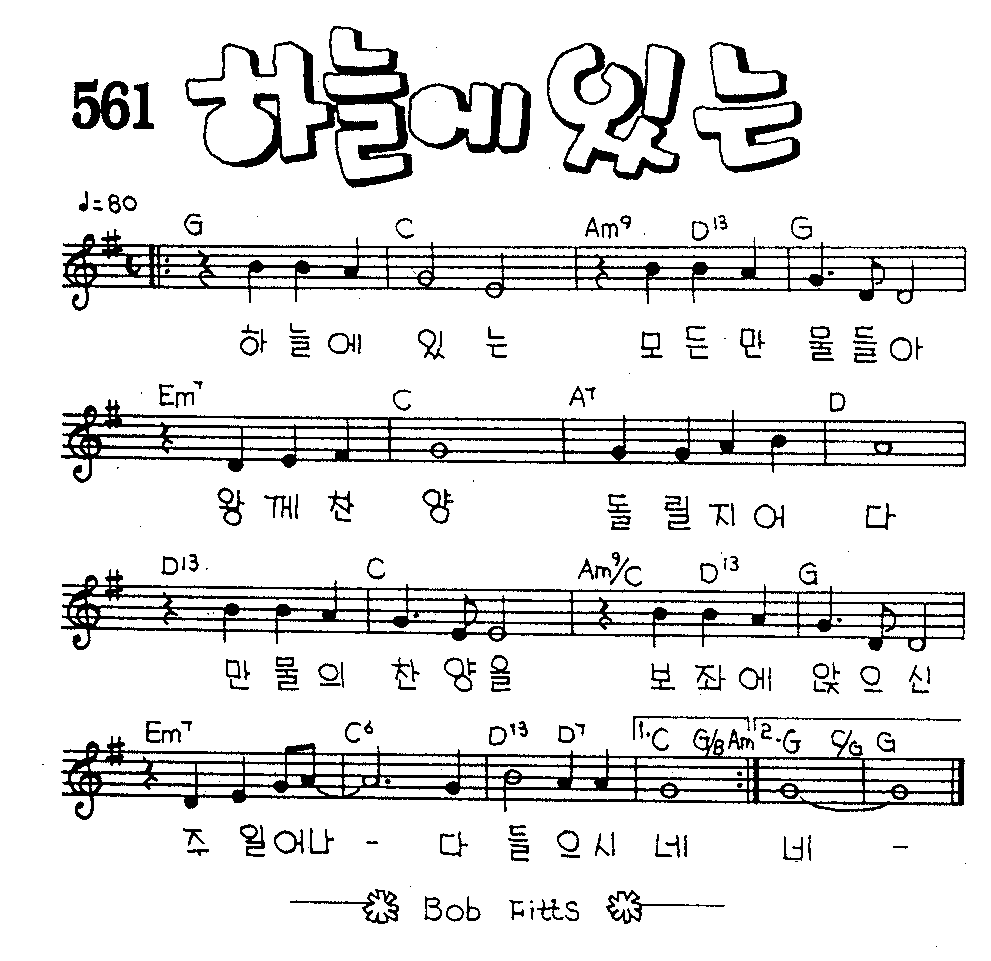 561 하늘에 있는
♩=80
G C Am⁹ D¹³ G
하 늘 에 있 는 모 든 만 물 들 아
Em⁷ C A⁷ D
왕 께 찬 양 돌 릴 지 어 다
D¹³ C Am⁹/C D¹³ G
만 물 의 찬 양 을 보 좌 에 앉 으 신
Em⁷ C⁶ D¹³ D⁷ 1. C G/B Am⁷ 2. G C/G G
주 일 어 나 - 다 들 으 시 네 네 -
Bob Fitts